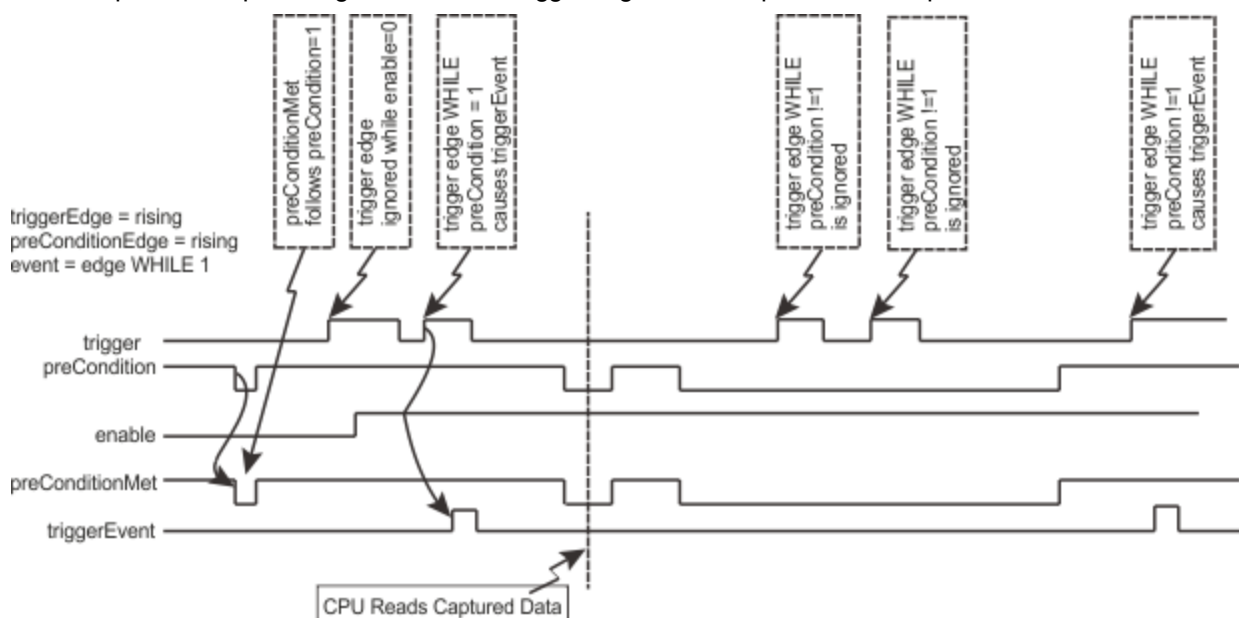 preConditionMet
follows preCondition=1
trigger edge
ignored while enable=0
trigger edge WHILE
preCondition = 1
causes triggerEvent
trigger edge WHILE
preCondition !=1
is ignored
trigger edge WHILE
preCondition !=1
is ignored
trigger edge WHILE
preCondition !=1
causes triggerEvent
triggerEdge = rising
preConditionEdge = rising
event = edge WHILE 1
trigger
preCondition
enable
preConditionMet
triggerEvent
CPU Reads Captured Data